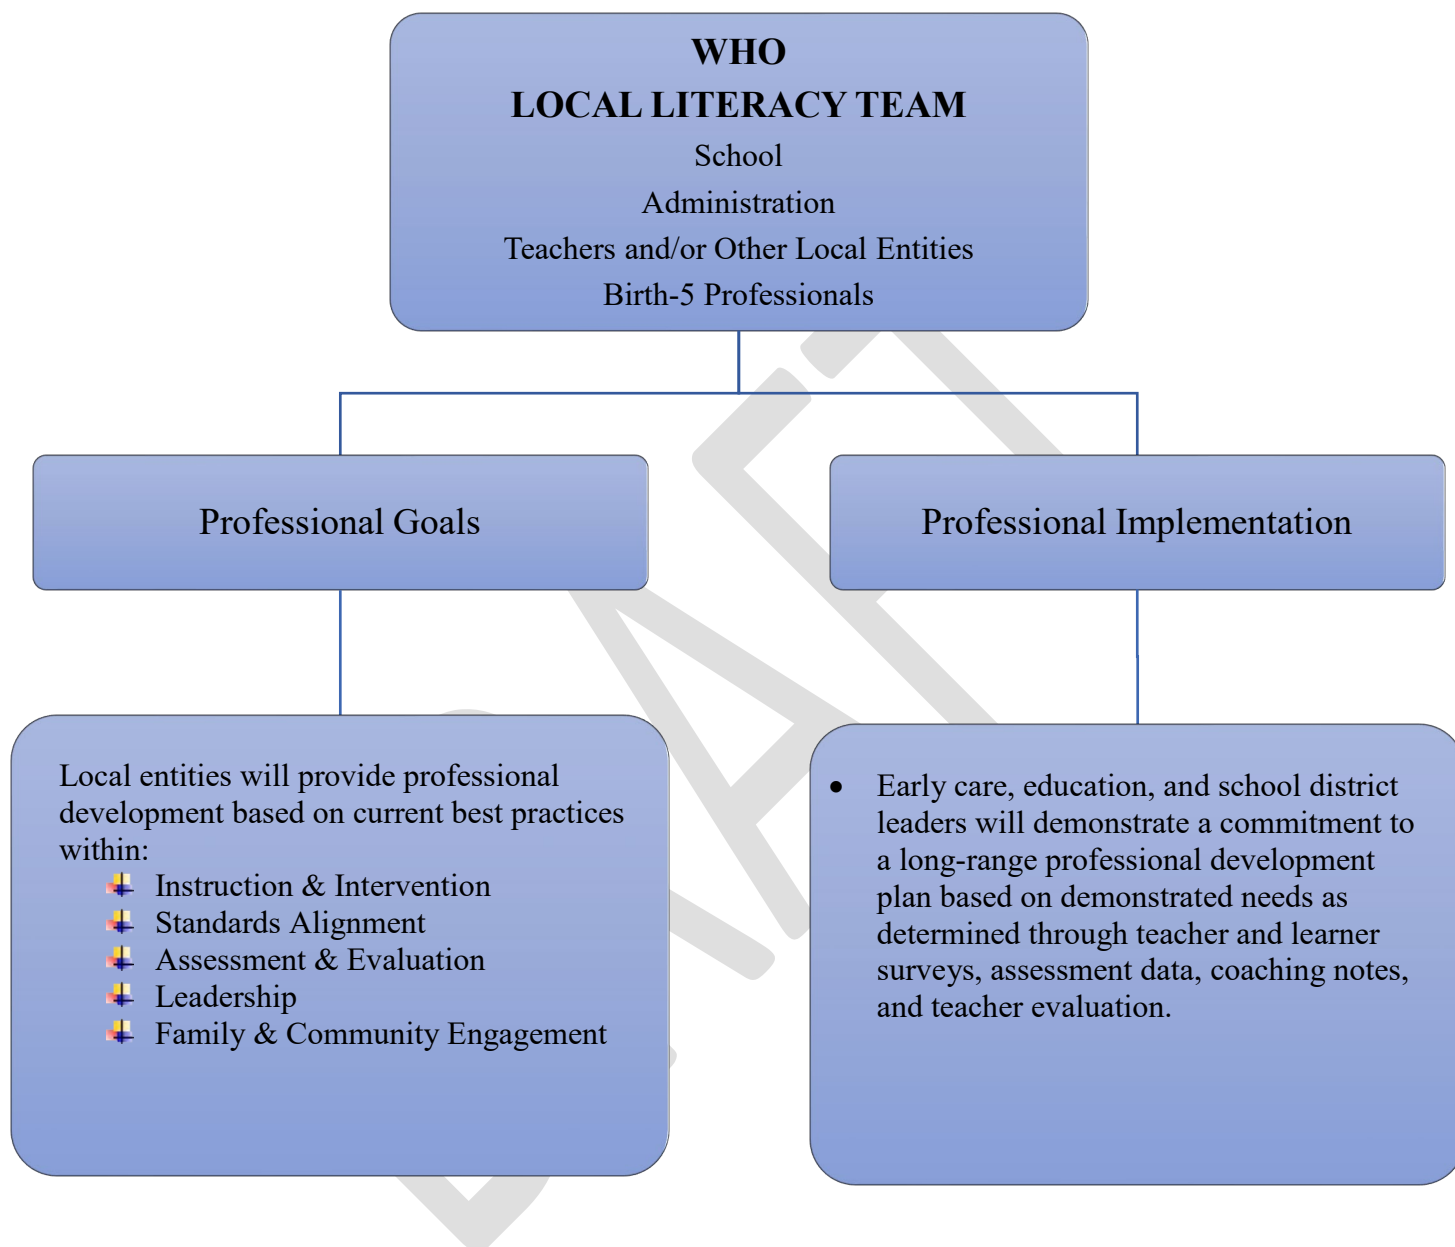 WHO
LOCAL LITERACY TEAM
School
Administration
Teachers and/or Other Local Entities
Birth-5 Professionals
Professional Goals
Professional Implementation
Local entities will provide professional
development based on current best practices
within:
Instruction & Intervention
Standards Alignment
Assessment & Evaluation
Leadership
Family & Community Engagement
• Early care, education, and school district
leaders will demonstrate a commitment to
a long-range professional development
plan based on demonstrated needs as
determined through teacher and learner
surveys, assessment data, coaching notes,
and teacher evaluation.
DRAFT